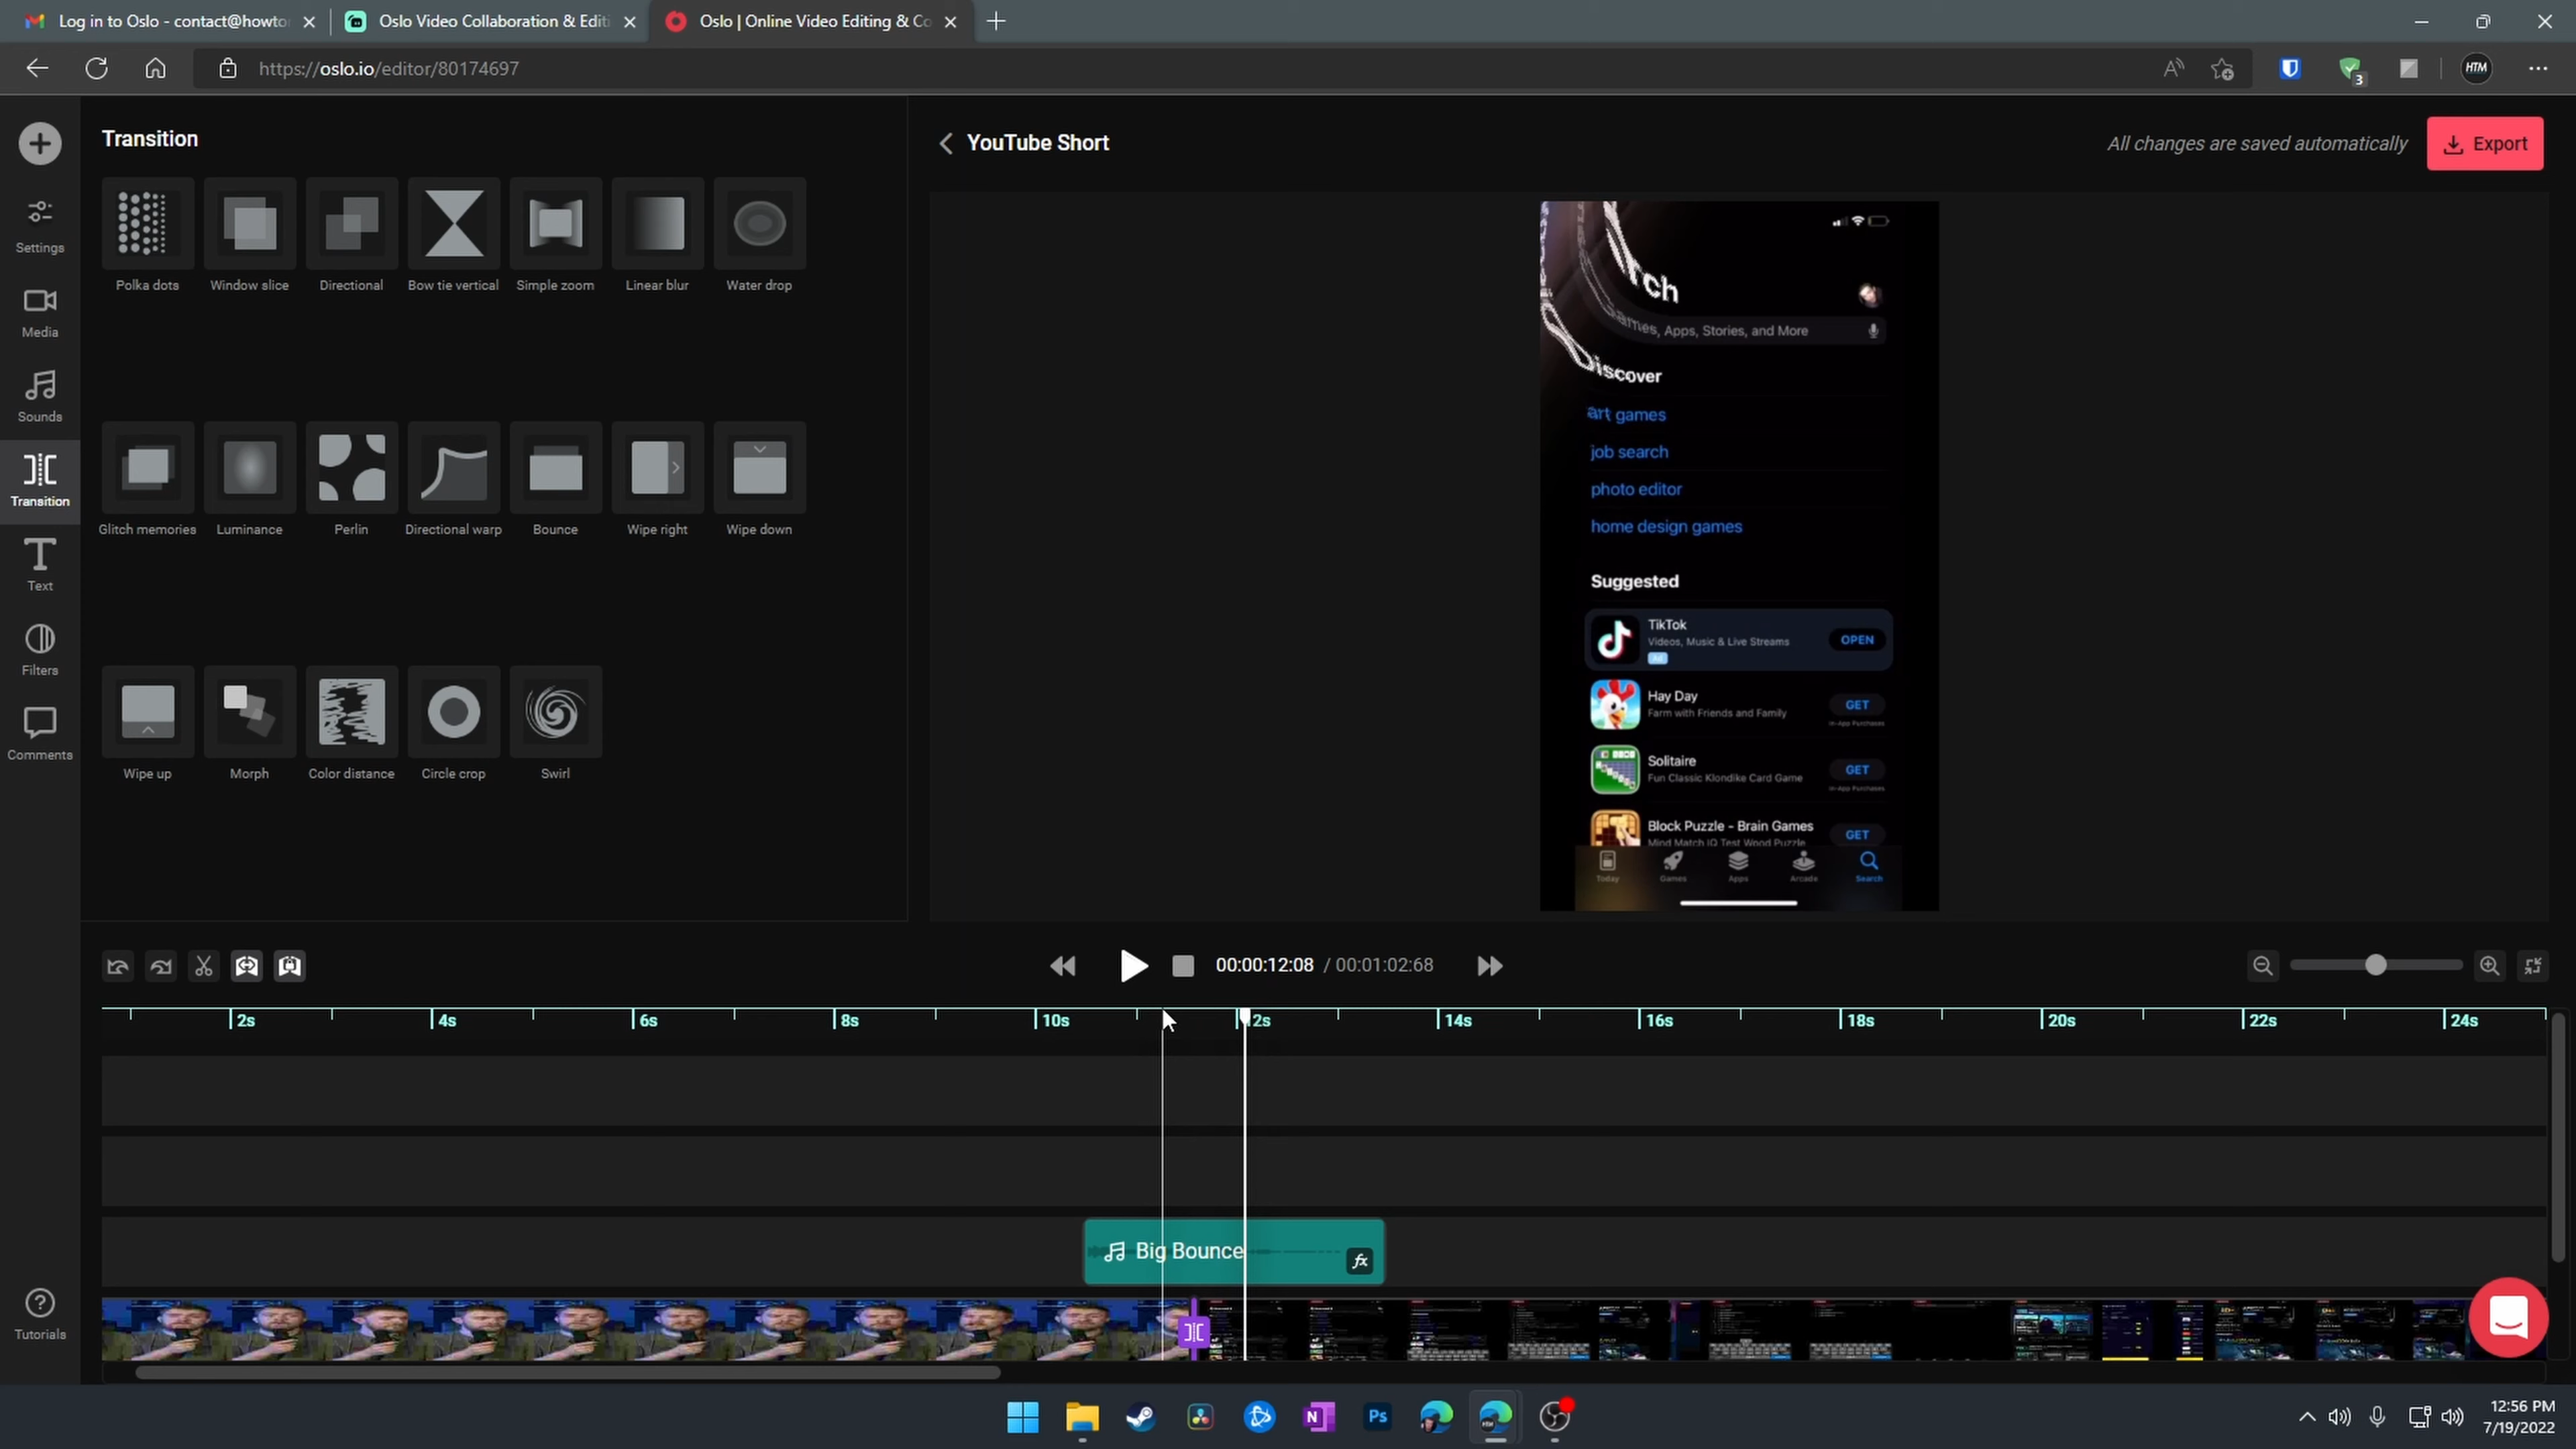 Log in to Oslo - contact@howto
Oslo Video Collaboration & Editi
Oslo | Online Video Editing & Co
https://oslo.io/editor/80174697
3
HTM
Transition
YouTube Short
All changes are saved automatically
Export
Settings
Media
Sounds
Transition
Text
Filters
Comments
Tutorials
Polka dots
Window slice
Directional
Bow tie vertical
Simple zoom
Linear blur
Water drop
Glitch memories
Luminance
Perlin
Directional warp
Bounce
Wipe right
Wipe down
Wipe up
Morph
Color distance
Circle crop
Swirl
rch
Games, Apps, Stories, and More
Discover
art games
job search
photo editor
home design games
Suggested
TikTok
Videos, Music & Live Streams
Ad
OPEN
Hay Day
Farm with Friends and Family
GET
In-App Purchases
Solitaire
Fun Classic Klondike Card Game
GET
In-App Purchases
Block Puzzle - Brain Games
Mind Match IQ Test Wood Puzzle
GET
Today
Games
Apps
Arcade
Search
00:00:12:08 / 00:01:02:68
2s
4s
6s
8s
10s
12s
14s
16s
18s
20s
22s
24s
Big Bounce
fx
N
Ps
12:56 PM
7/19/2022